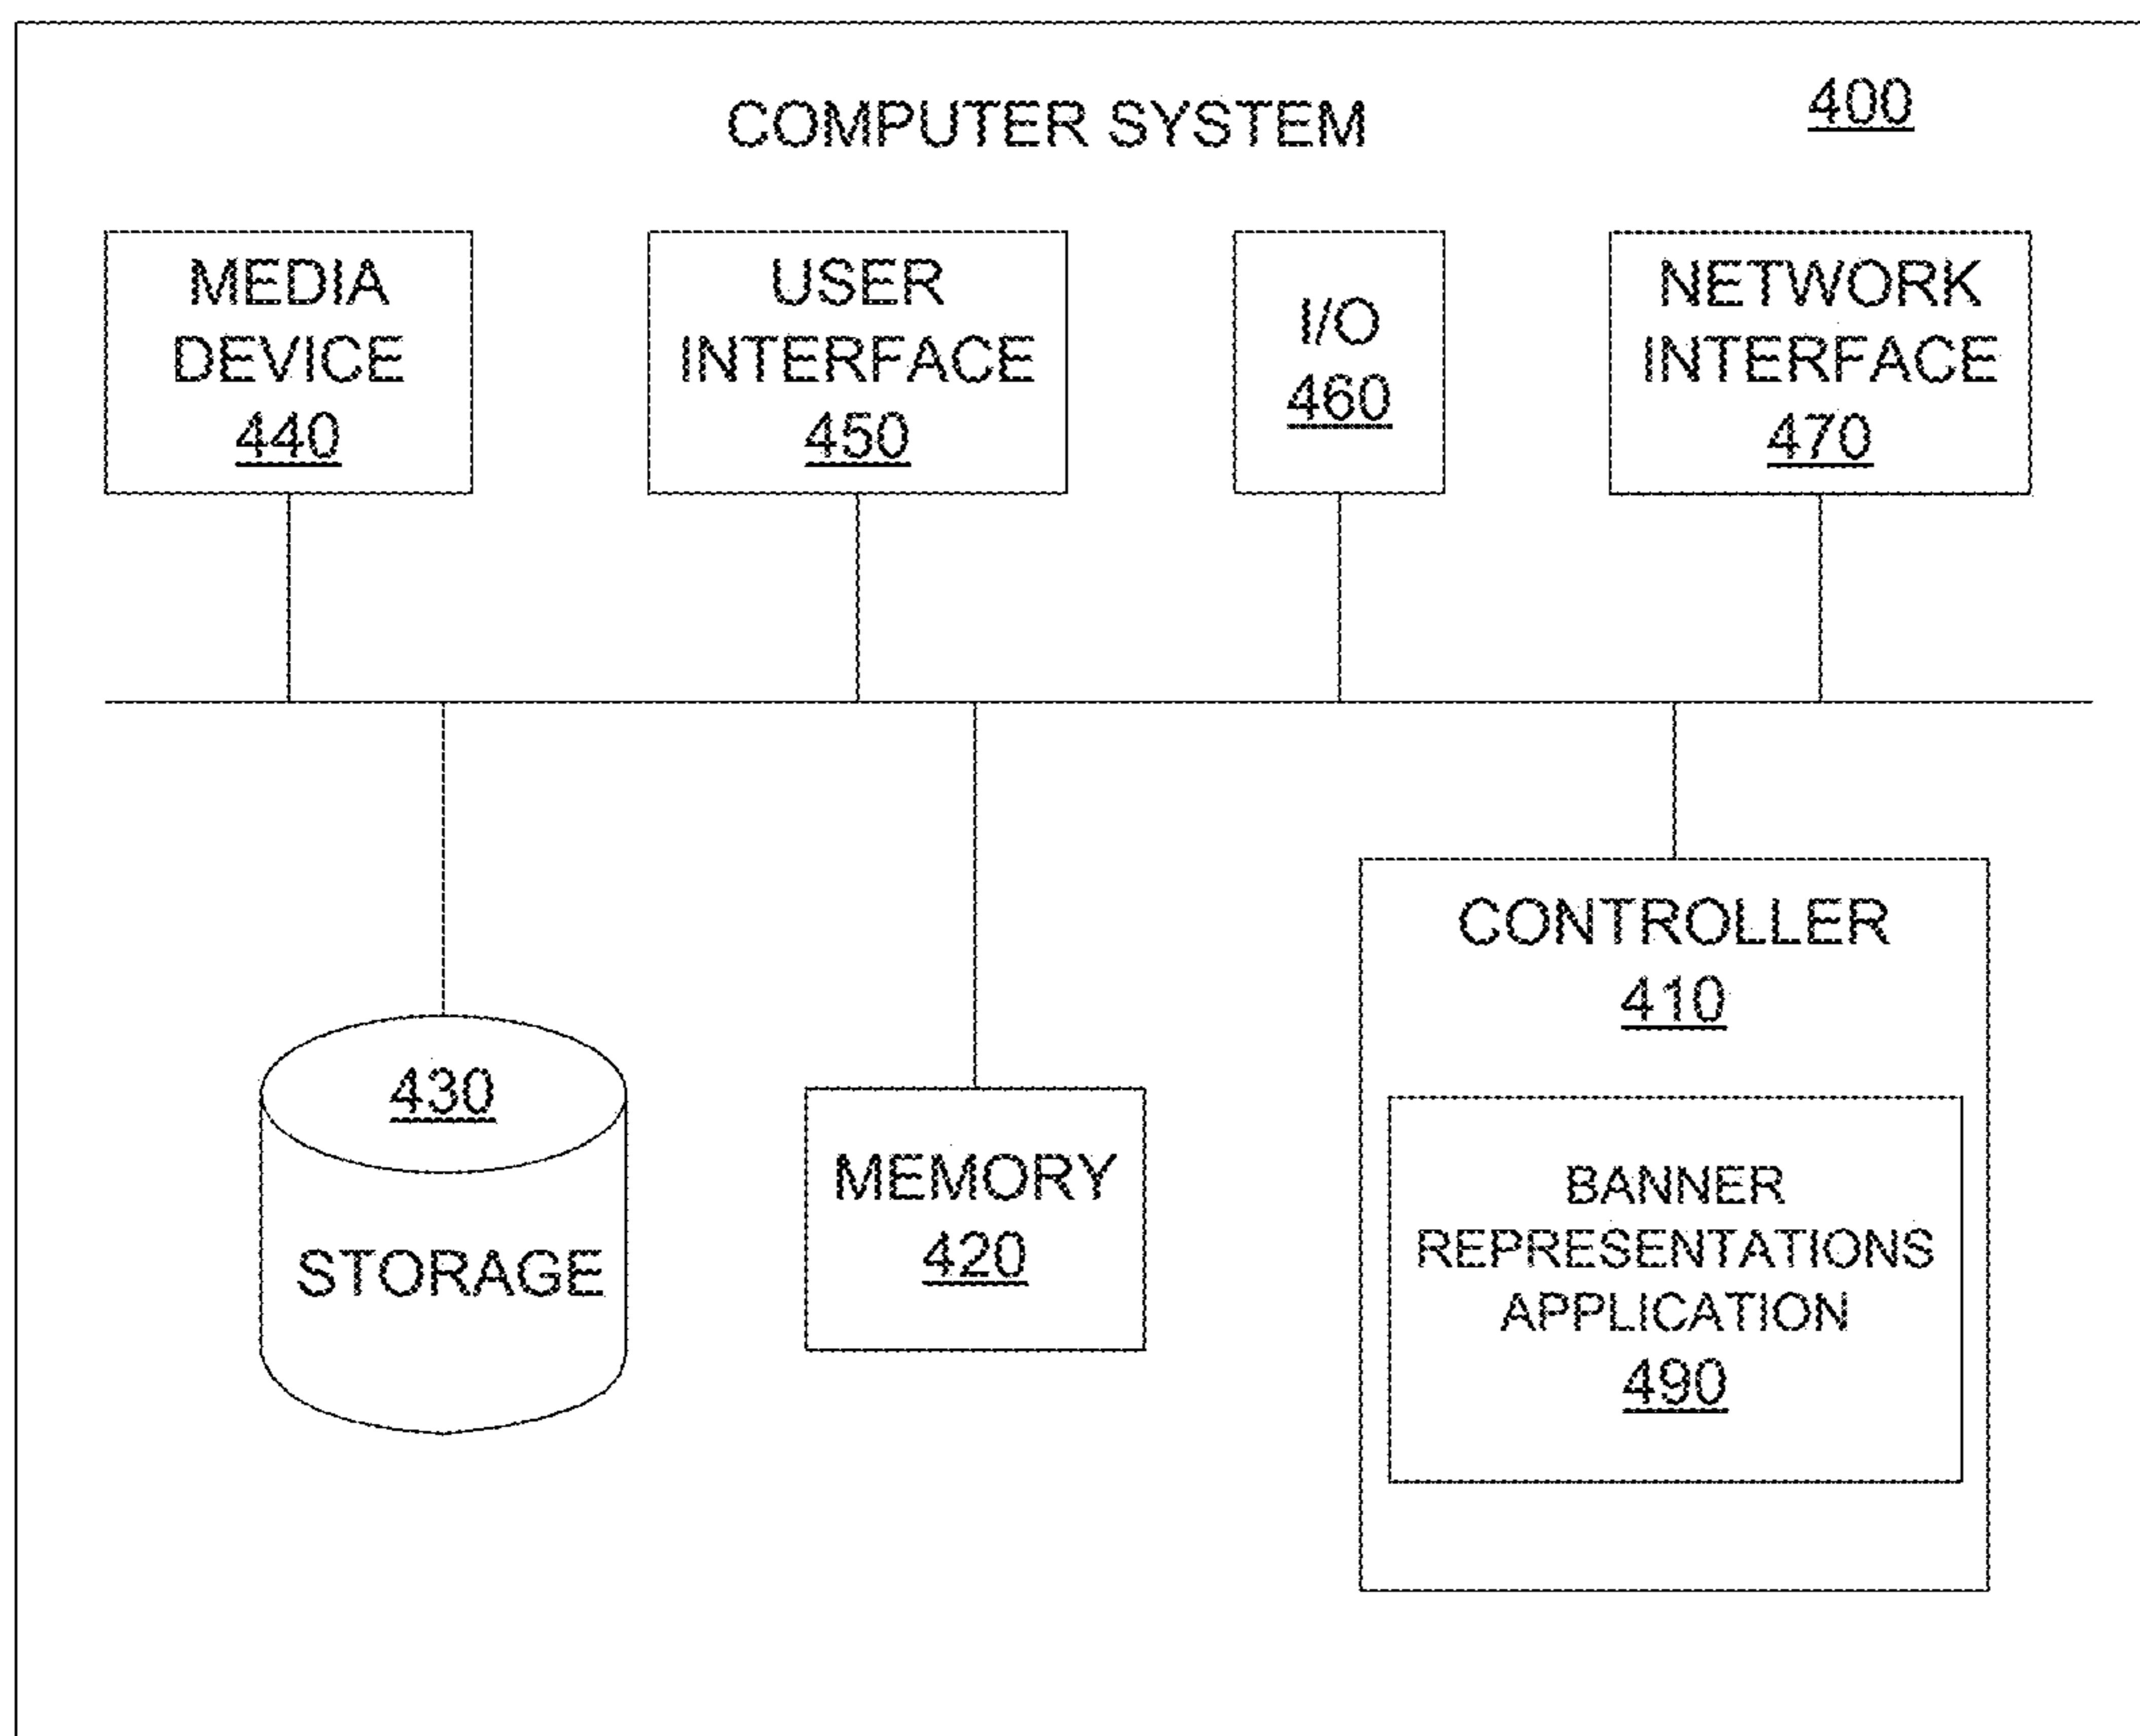 COMPUTER SYSTEM
400
MEDIA
DEVICE
440
USER
INTERFACE
450
I/O
460
NETWORK
INTERFACE
470
430
STORAGE
MEMORY
420
CONTROLLER
410
BANNER
REPRESENTATIONS
APPLICATION
490